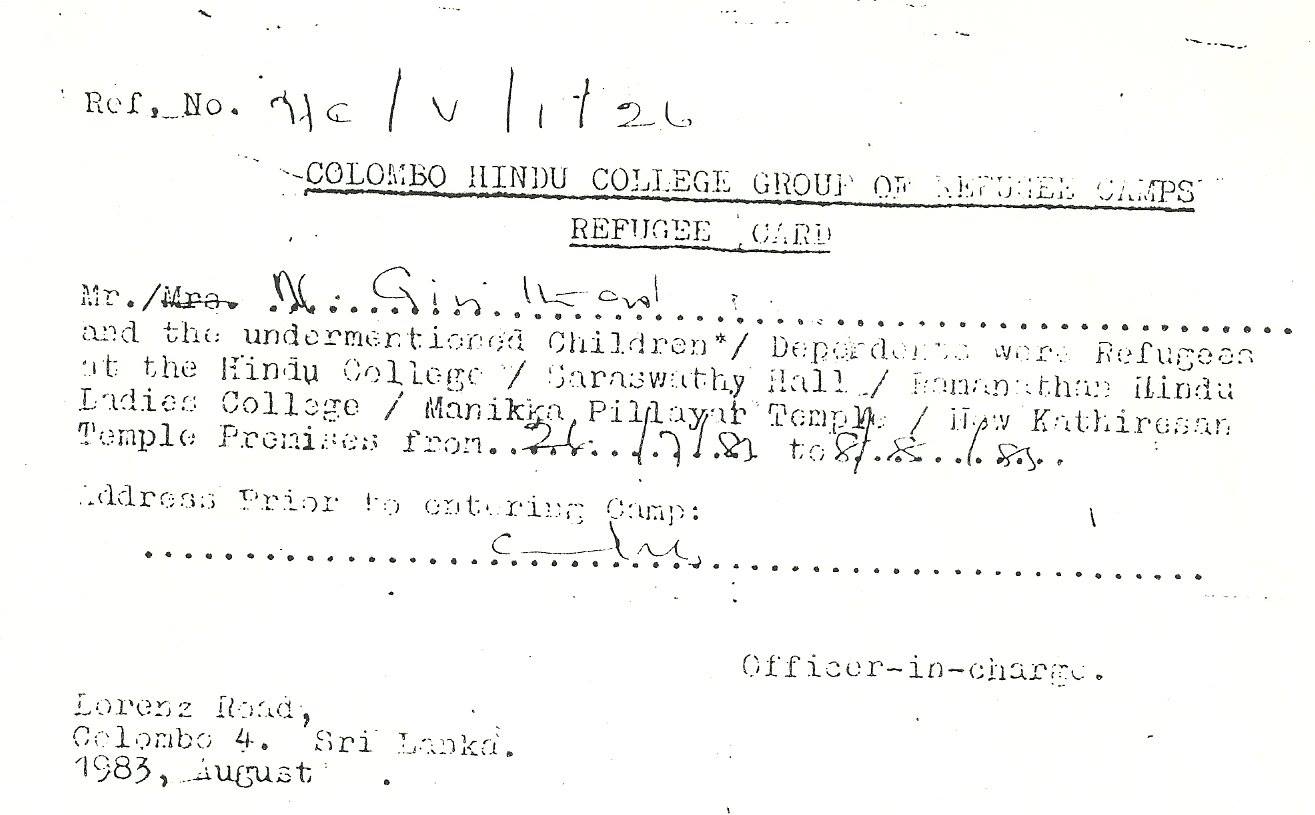 Ref, No. / V / 1 / 26
COLOMBO HINDU COLLEGE GROUP OF REFUGEE CAMPS
REFUGEE CARD
Mr./Mrs. ..........
and the undermentioned Children*/ Dependents were Refugees
at the Hindu College / Saraswathy Hall / Ramanathan Hindu
Ladies College / Manikka Pillayar Temple / New Kathiresan
Temple Premises from.. 26 /7/83 to 8/8/83..
Address Prior to entering Camp:
Officer-in-charge.
Lorenz Road,
Colombo 4. Sri Lanka.
1983, August .